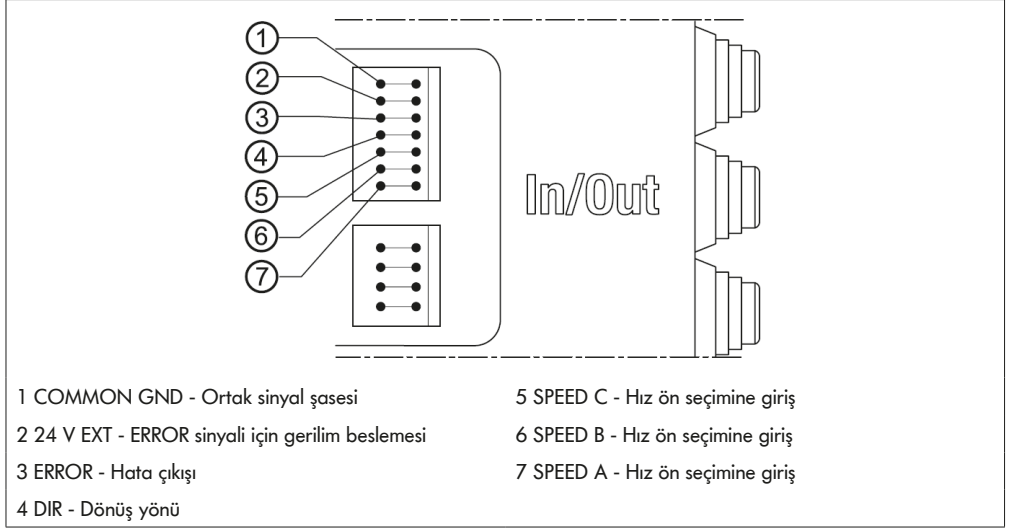 1
2
3
4
5
6
7
In/Out
1 COMMON GND - Ortak sinyal şasesi
2 24 V EXT - ERROR sinyali için gerilim beslemesi
3 ERROR - Hata çıkışı
4 DIR - Dönüş yönü
5 SPEED C - Hız ön seçimine giriş
6 SPEED B - Hız ön seçimine giriş
7 SPEED A - Hız ön seçimine giriş